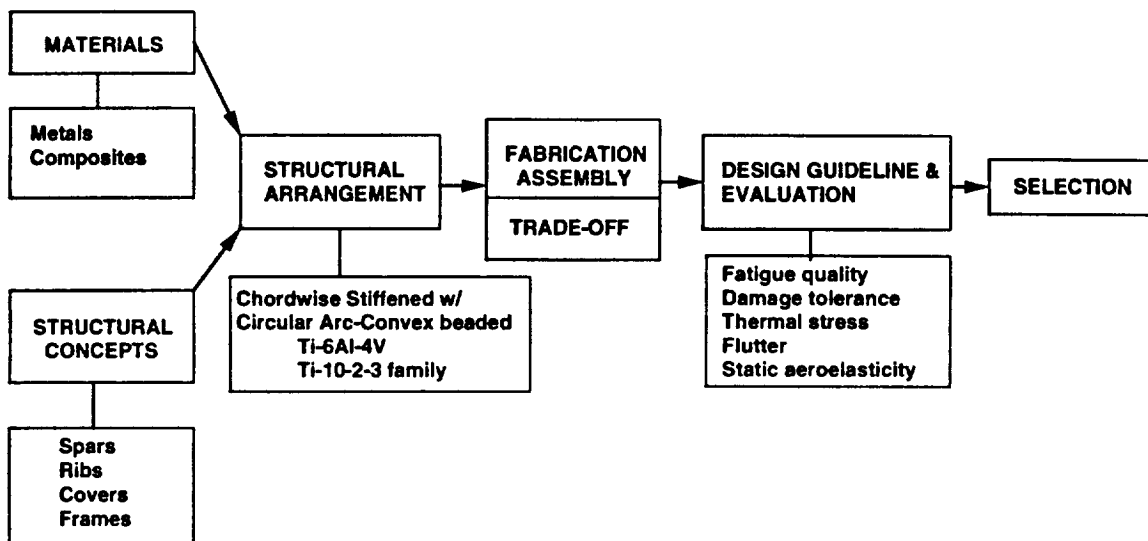 MATERIALS
Metals
Composites
STRUCTURAL
CONCEPTS
Spars
Ribs
Covers
Frames
STRUCTURAL
ARRANGEMENT
Chordwise Stiffened w/
Circular Arc-Convex beaded
Ti-6Al-4V
Ti-10-2-3 family
FABRICATION
ASSEMBLY
TRADE-OFF
DESIGN GUIDELINE &
EVALUATION
Fatigue quality
Damage tolerance
Thermal stress
Flutter
Static aeroelasticity
SELECTION